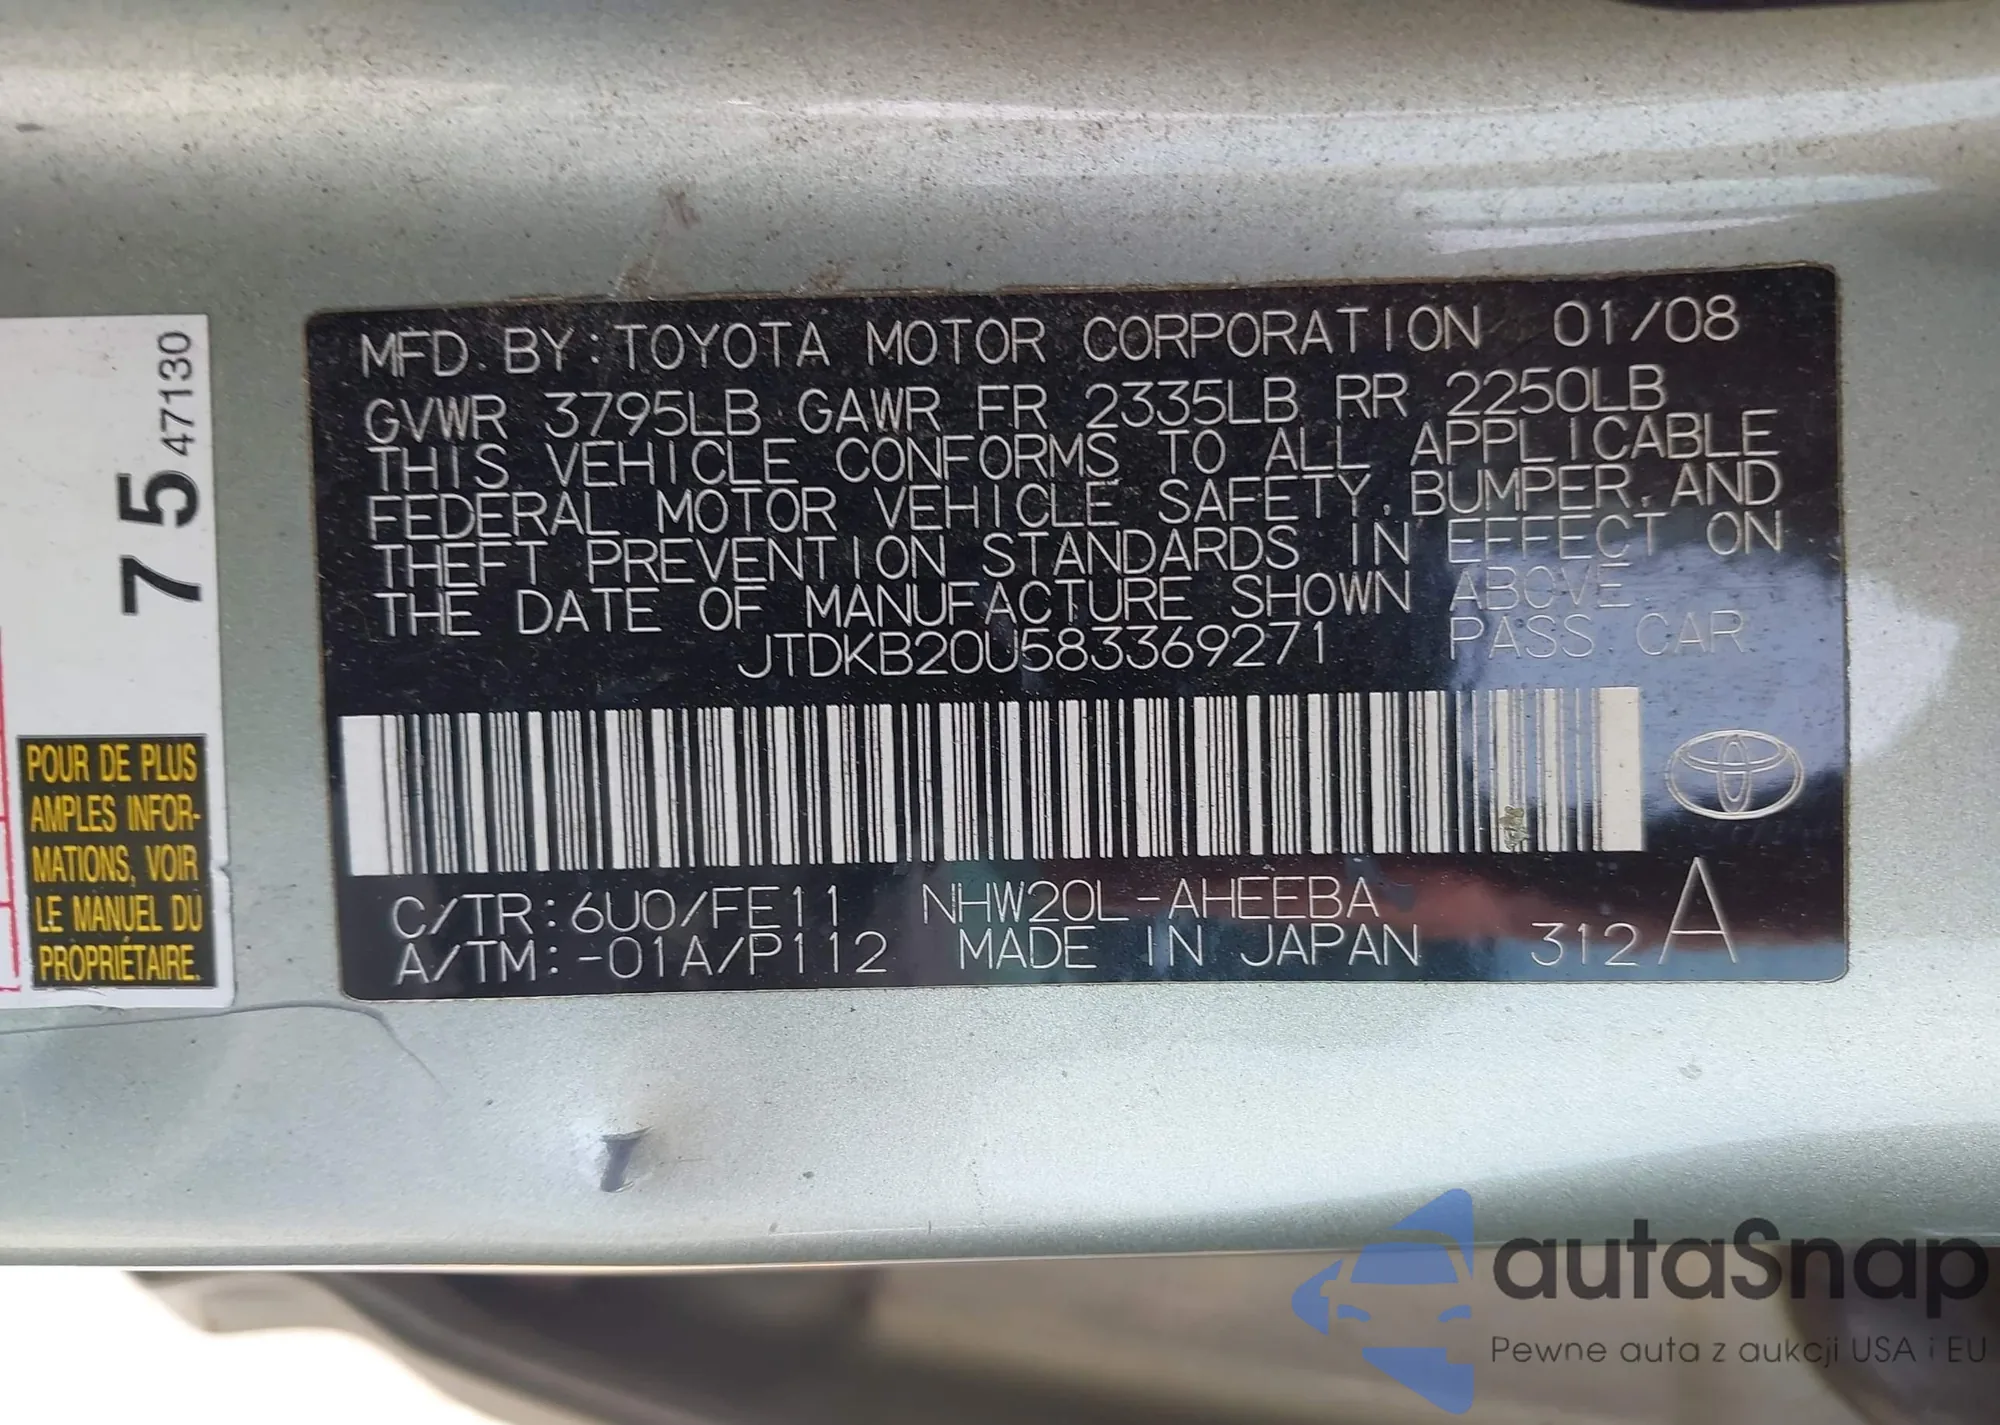 MFD. BY: TOYOTA MOTOR CORPORATION 01/08
GVWR 3795LB GAWR FR 2335LB RR 2250LB
THIS VEHICLE CONFORMS TO ALL APPLICABLE
FEDERAL MOTOR VEHICLE SAFETY, BUMPER, AND
THEFT PREVENTION STANDARDS IN EFFECT ON
THE DATE OF MANUFACTURE SHOWN ABOVE.
JTDKB20U583369271 PASS CAR
C/TR: 6U0/FE11 NHW20L-AHEEBA
A/TM: -01A/P112 MADE IN JAPAN 312 A
75 47130
POUR DE PLUS
AMPLES INFOR-
MATIONS, VOIR
LE MANUEL DU
PROPRIÉTAIRE.
autaSnap
Pewne auta z aukcji USA i EU